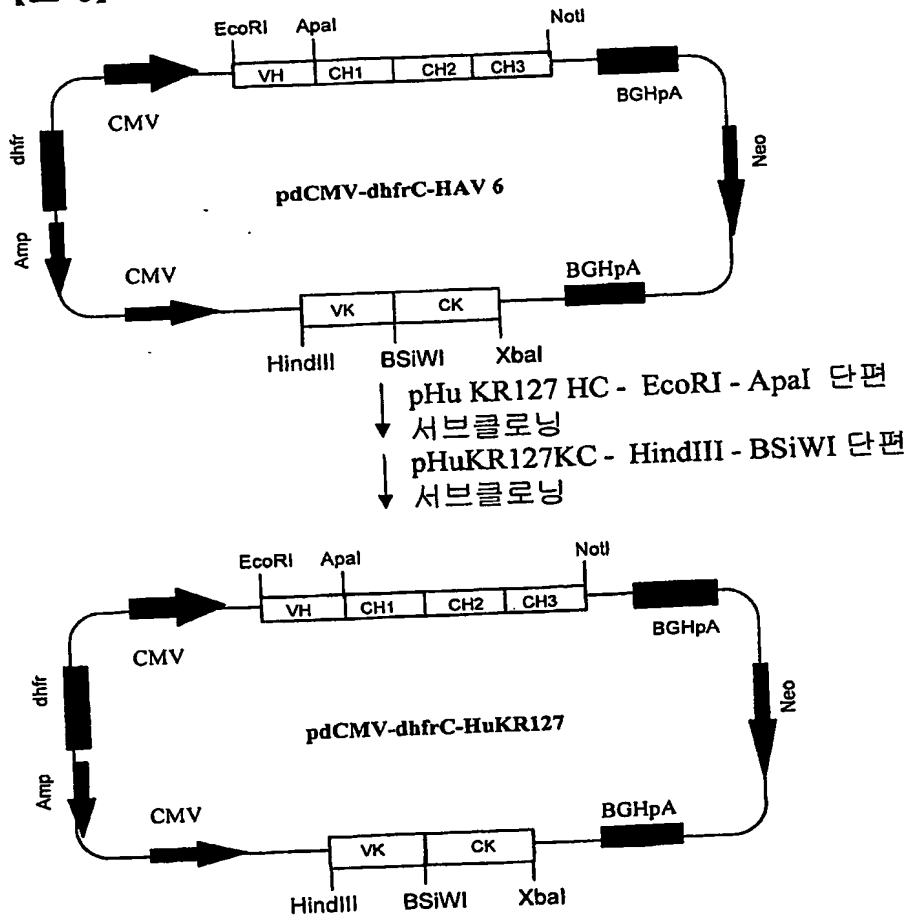 EcoRI ApaI NotI
VH CH1 CH2 CH3
CMV BGHpA
dhfr Neo
pdCMV-dhfrC-HAV 6
Amp
CMV BGHpA
VK CK
HindIII BSiWI XbaI
pHu KR127 HC - EcoRI - ApaI 단편
서브클로닝
pHuKR127KC - HindIII - BSiWI 단편
서브클로닝
EcoRI ApaI NotI
VH CH1 CH2 CH3
CMV BGHpA
dhfr Neo
pdCMV-dhfrC-HuKR127
Amp
CMV BGHpA
VK CK
HindIII BSiWI XbaI